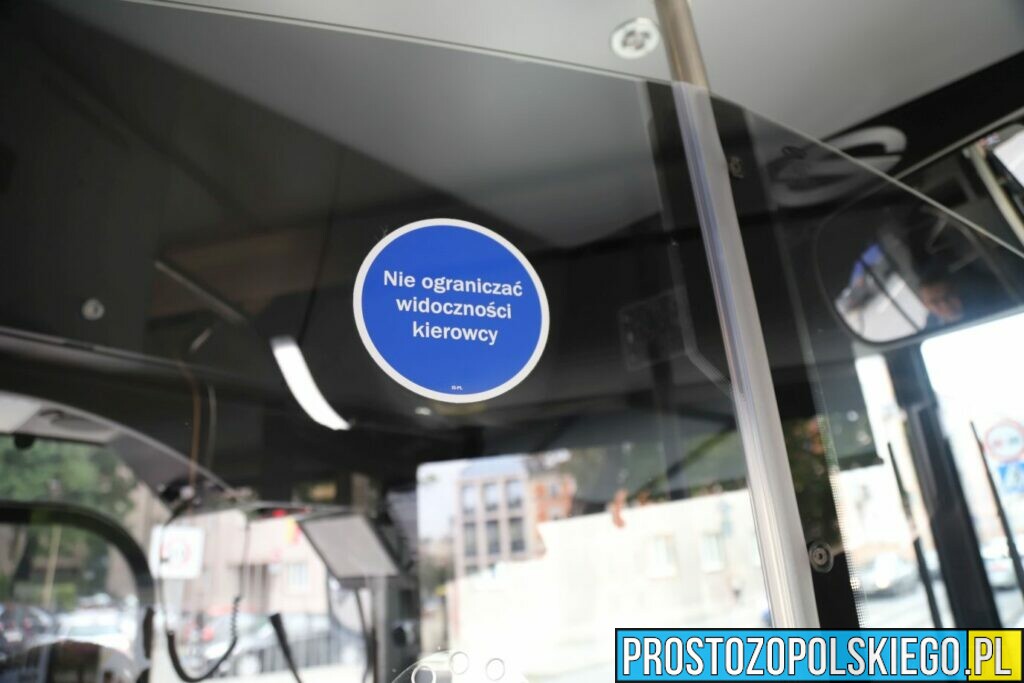 Nie ograniczać
widoczności
kierowcy
PROSTOZOPOLSKIEGO.PL